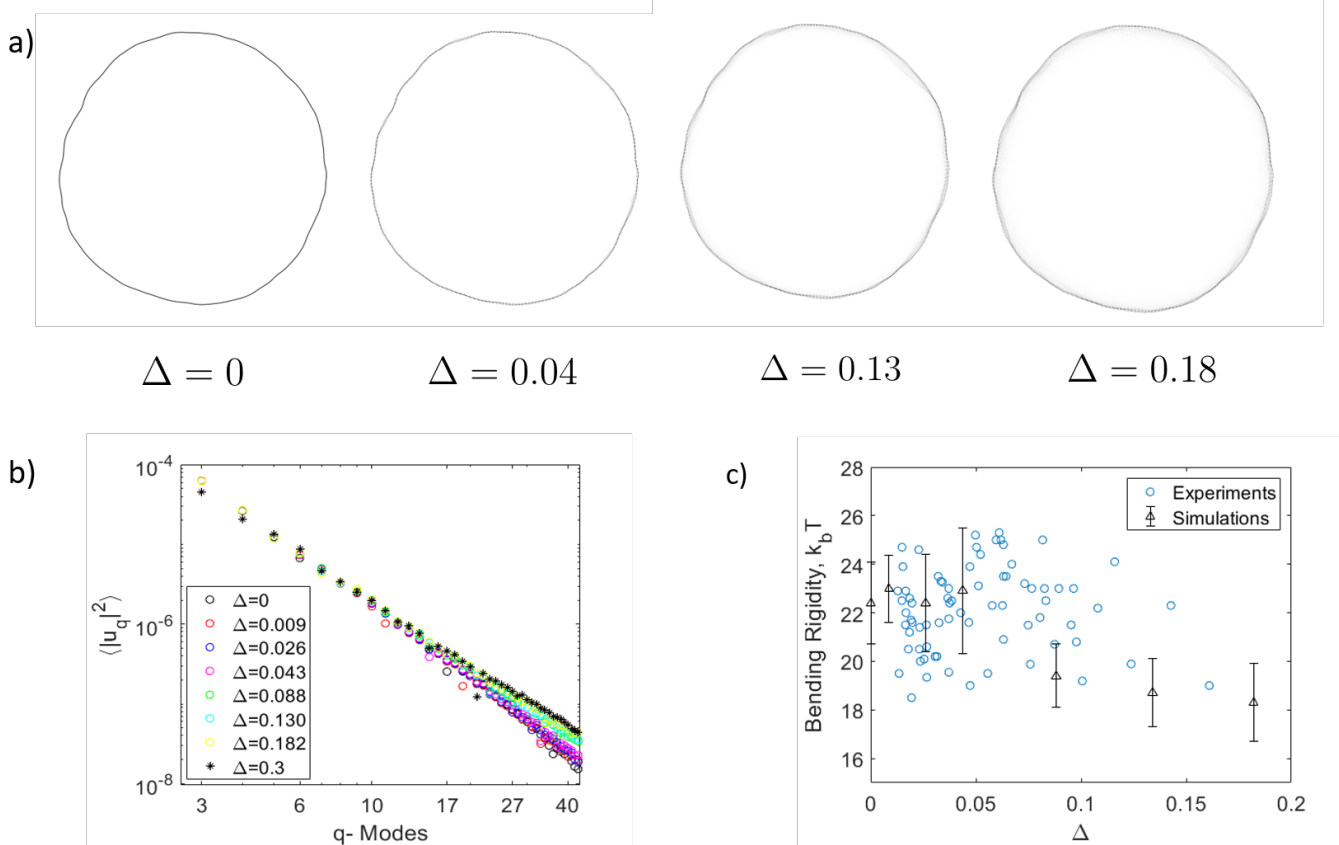 a)
Δ = 0
Δ = 0.04
Δ = 0.13
Δ = 0.18
b)
⟨|u_q|²⟩
10⁻⁴
10⁻⁶
10⁻⁸
Δ=0
Δ=0.009
Δ=0.026
Δ=0.043
Δ=0.088
Δ=0.130
Δ=0.182
Δ=0.3
3
6
10
17
27
40
q- Modes
c)
Bending Rigidity, k_bT
28
26
24
22
20
18
16
Experiments
Simulations
0
0.05
0.1
0.15
0.2
Δ